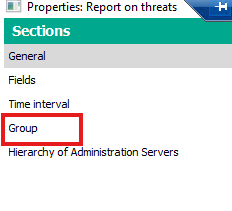 Properties: Report on threats
Sections
General
Fields
Time interval
Group
Hierarchy of Administration Servers